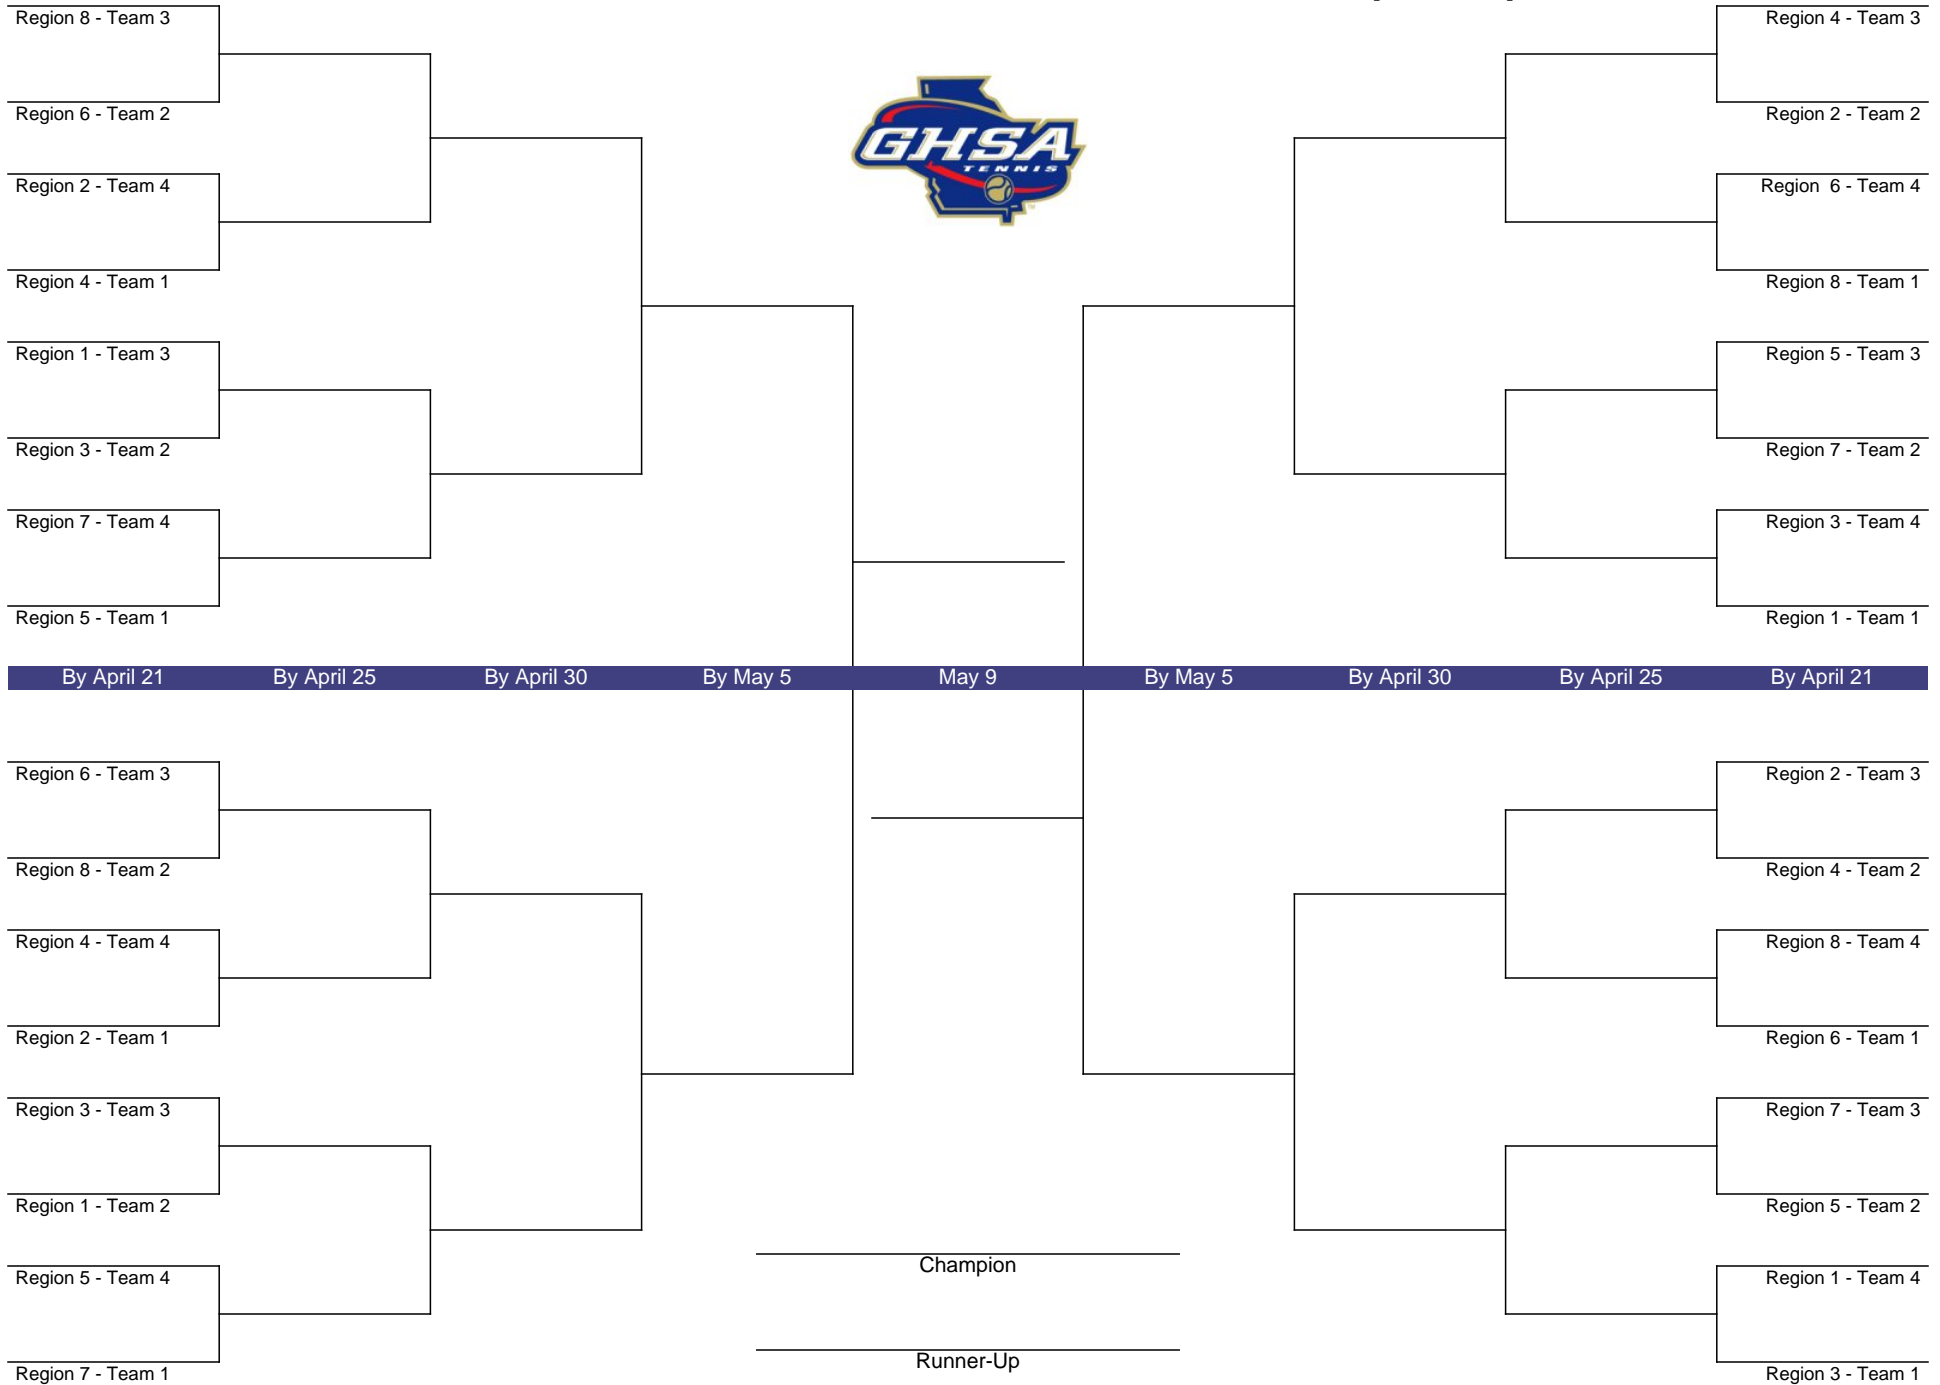 Region 8 - Team 3
Region 6 - Team 2
Region 2 - Team 4
Region 4 - Team 1
Region 1 - Team 3
Region 3 - Team 2
Region 7 - Team 4
Region 5 - Team 1
GHSA
TENNIS
Region 4 - Team 3
Region 2 - Team 2
Region  6 - Team 4
Region 8 - Team 1
Region 5 - Team 3
Region 7 - Team 2
Region 3 - Team 4
Region 1 - Team 1
By April 21 By April 25 By April 30 By May 5 May 9 By May 5 By April 30 By April 25 By April 21
Region 6 - Team 3
Region 8 - Team 2
Region 4 - Team 4
Region 2 - Team 1
Region 3 - Team 3
Region 1 - Team 2
Region 5 - Team 4
Region 7 - Team 1
Champion
Runner-Up
Region 2 - Team 3
Region 4 - Team 2
Region 8 - Team 4
Region 6 - Team 1
Region 7 - Team 3
Region 5 - Team 2
Region 1 - Team 4
Region 3 - Team 1